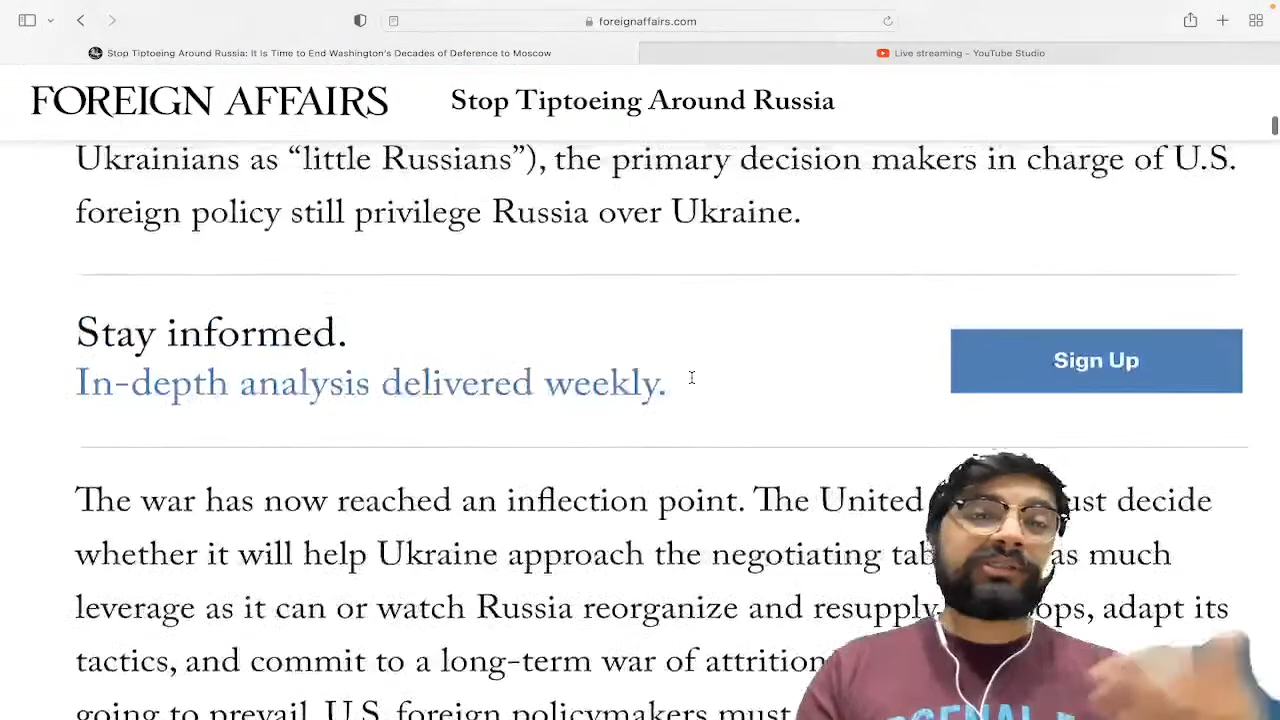 foreignaffairs.com
Stop Tiptoeing Around Russia: It Is Time to End Washington's Decades of Deference to Moscow
Live streaming - YouTube Studio
FOREIGN AFFAIRS
Stop Tiptoeing Around Russia
Ukrainians as “little Russians”), the primary decision makers in charge of U.S.
foreign policy still privilege Russia over Ukraine.
Stay informed.
In-depth analysis delivered weekly.
Sign Up
The war has now reached an inflection point. The United ust decide
whether it will help Ukraine approach the negotiating as much
leverage as it can or watch Russia reorganize and resupply ops, adapt its
tactics, and commit to a long-term war of attrition
going to prevail, U.S. foreign policymakers must
ARSENAL